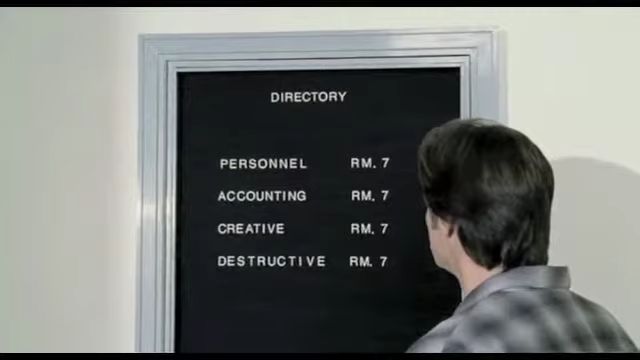 DIRECTORY
PERSONNEL RM. 7
ACCOUNTING RM. 7
CREATIVE RM. 7
DESTRUCTIVE RM. 7